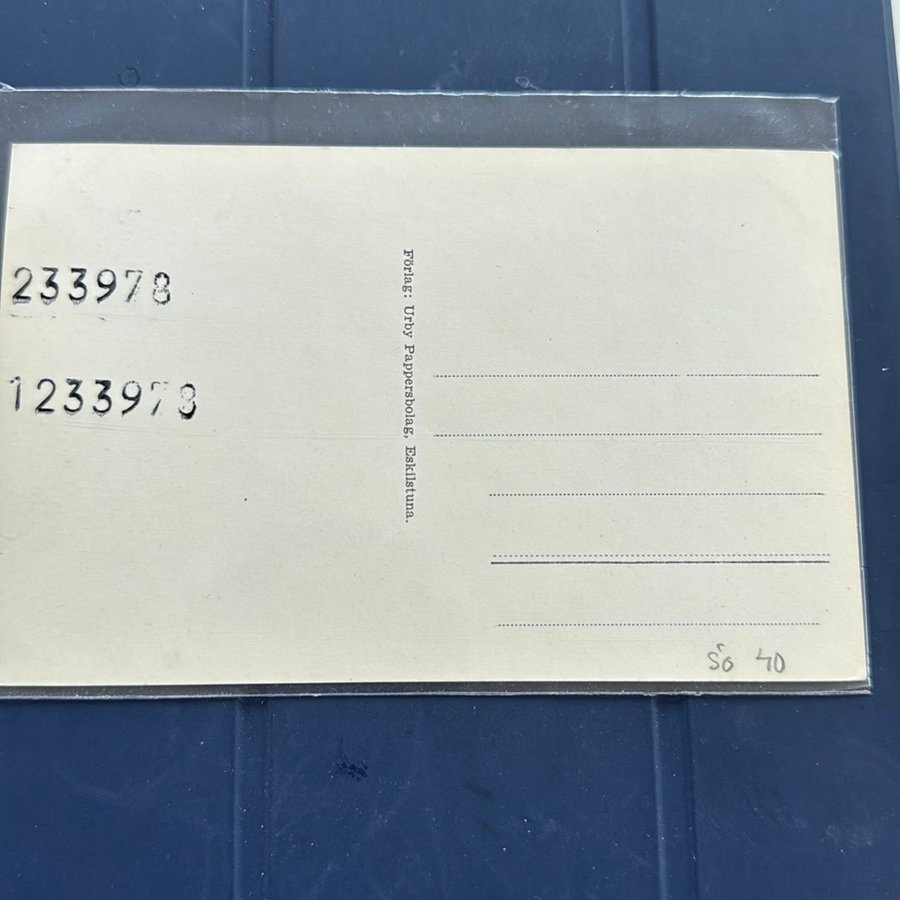 233978
1233978
Förlag: Urby Pappersbolag, Eskilstuna.
Sö 40